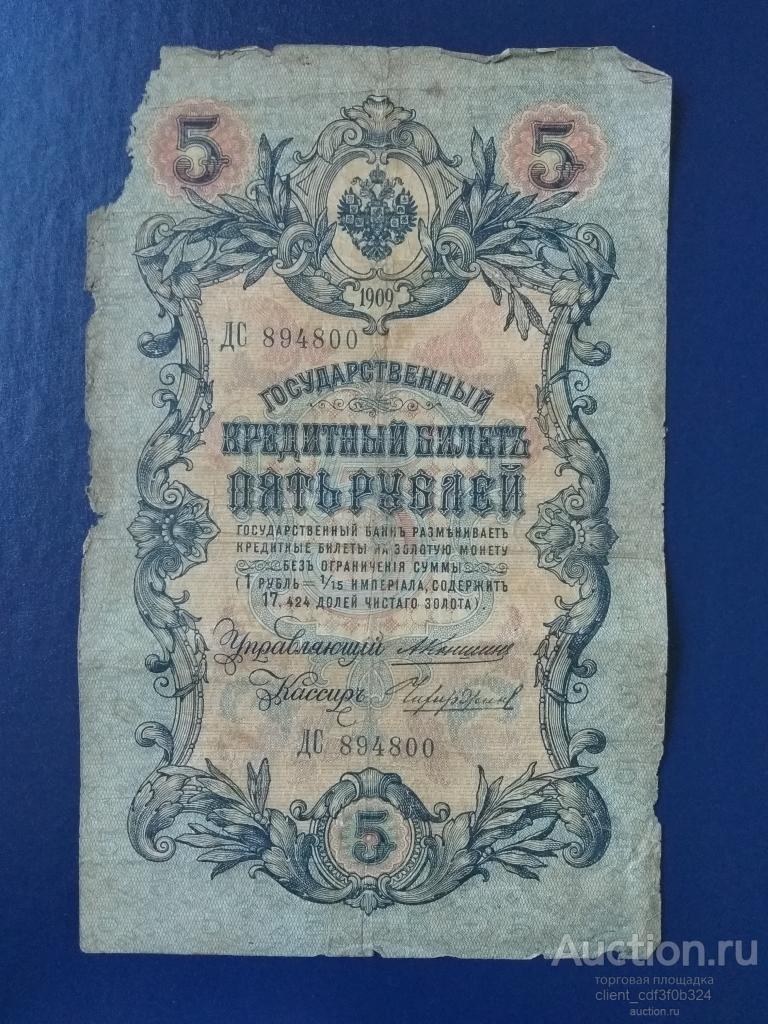 5 5
1909
ДС 894800
ГОСУДАРСТВЕННЫЙ
КРЕДИТНЫЙ БИЛЕТЪ
ПЯТЬ РУБЛЕЙ
ГОСУДАРСТВЕННЫЙ БАНКЪ РАЗМѢНИВАЕТЪ
КРЕДИТНЫЕ БИЛЕТЫ НА ЗОЛОТУЮ МОНЕТУ
БЕЗЪ ОГРАНИЧЕНІЯ СУММЫ
(1 РУБЛЬ = 1/15 ИМПЕРІАЛА, СОДЕРЖИТЪ
17,424 ДОЛЕЙ ЧИСТАГО ЗОЛОТА).
Управляющій
Кассиръ
ДС 894800
5
Auction.ru
торговая площадка
client_cdf3f0b324
auction.ru